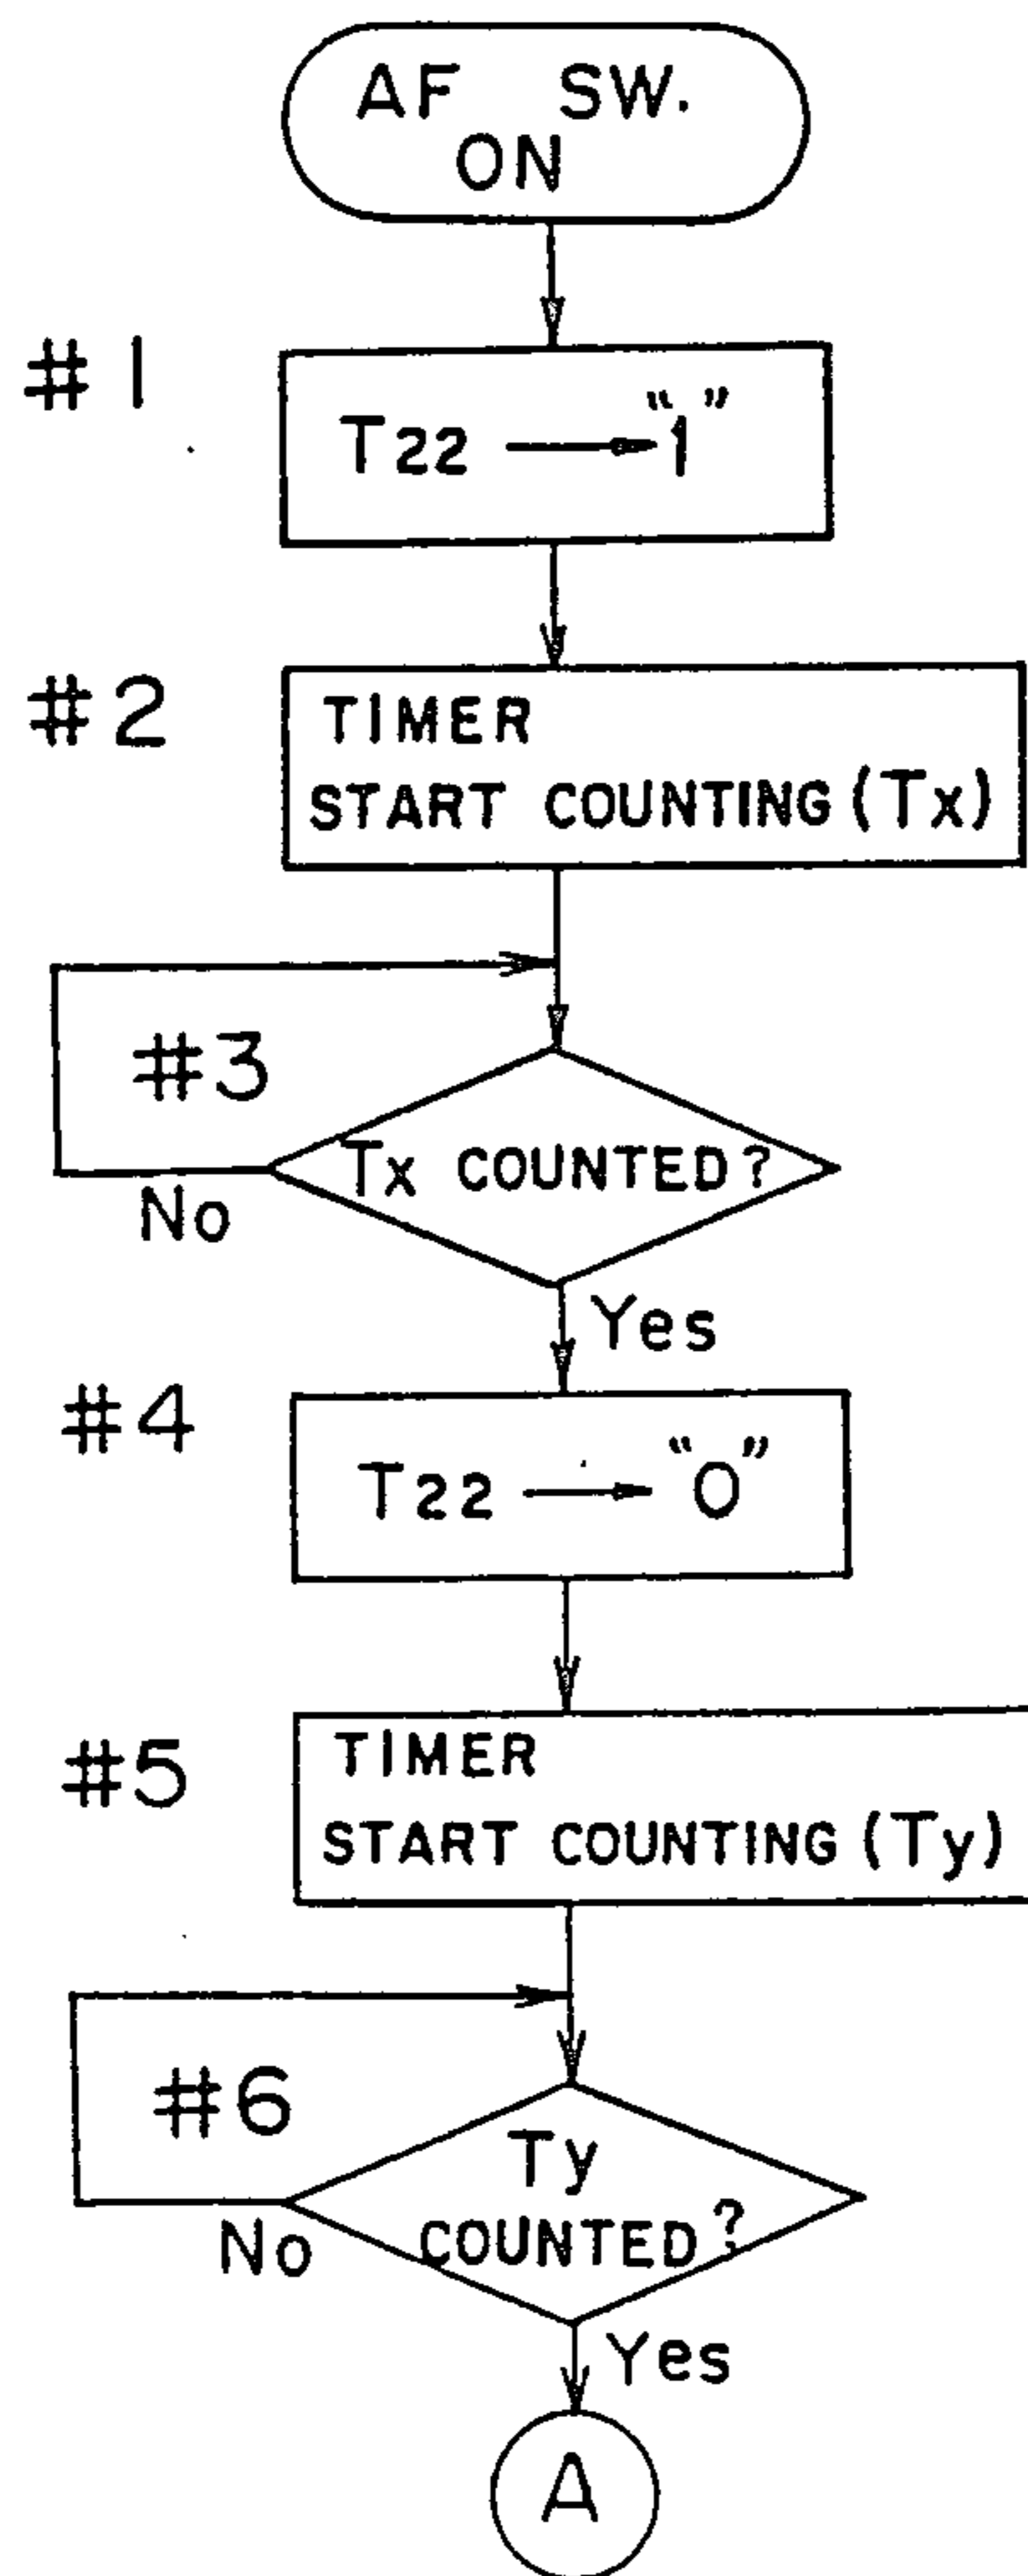 AF SW.
ON
#1
T22 → "1"
#2
TIMER
START COUNTING (Tx)
#3
Tx COUNTED?
No
Yes
#4
T22 → "0"
#5
TIMER
START COUNTING (Ty)
#6
Ty
COUNTED?
No
Yes
A